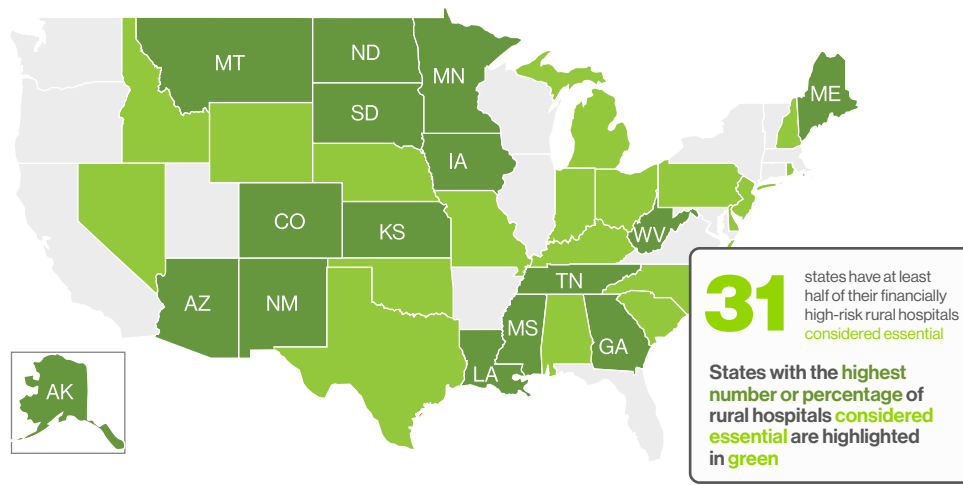 MT
ND
MN
ME
SD
IA
CO
KS
WV
AZ
NM
TN
MS
GA
LA
AK
31
states have at least
half of their financially
high-risk rural hospitals
considered essential
States with the highest
number or percentage of
rural hospitals considered
essential are highlighted
in green